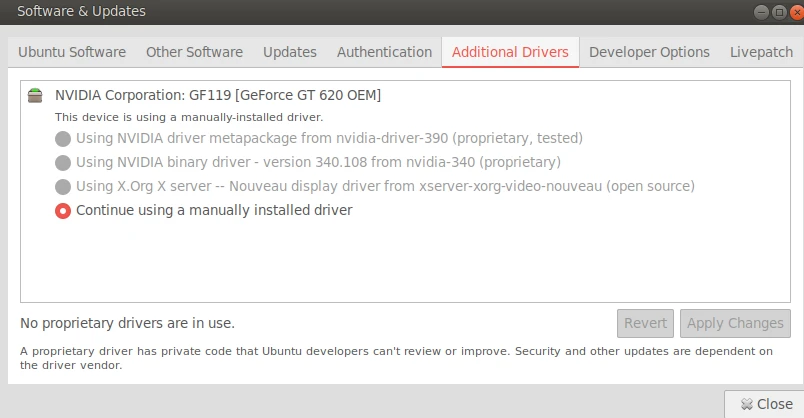 Software & Updates
Ubuntu Software
Other Software
Updates
Authentication
Additional Drivers
Developer Options
Livepatch
NVIDIA Corporation: GF119 [GeForce GT 620 OEM]
This device is using a manually-installed driver.
Using NVIDIA driver metapackage from nvidia-driver-390 (proprietary, tested)
Using NVIDIA binary driver - version 340.108 from nvidia-340 (proprietary)
Using X.Org X server -- Nouveau display driver from xserver-xorg-video-nouveau (open source)
Continue using a manually installed driver
No proprietary drivers are in use.
Revert
Apply Changes
A proprietary driver has private code that Ubuntu developers can't review or improve. Security and other updates are dependent on
the driver vendor.
Close